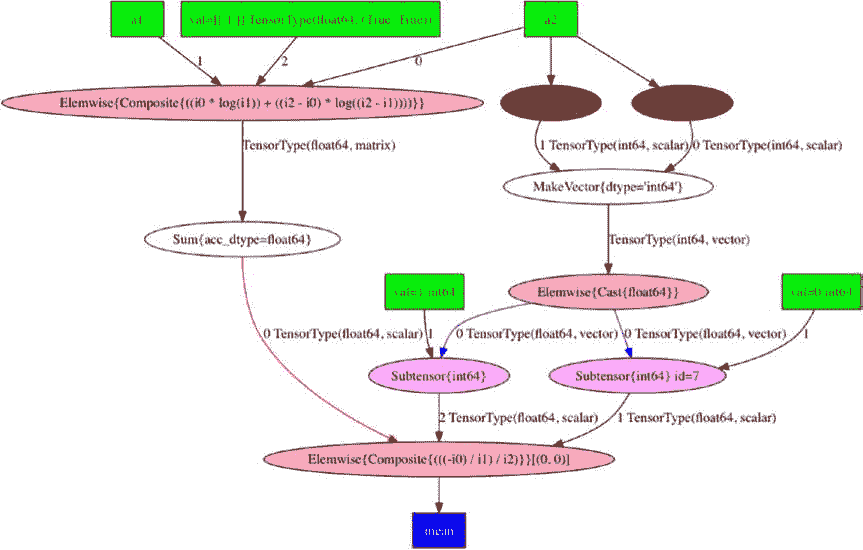 a1
val=[[ 1.]] TensorType(float64, (True, True))
a2
1
2
0
Elemwise{Composite{((i0 * log(i1)) + ((i2 - i0) * log((i2 - i1))))}}
TensorType(float64, matrix)
1 TensorType(int64, scalar)
0 TensorType(int64, scalar)
MakeVector{dtype='int64'}
Sum{acc_dtype=float64}
TensorType(int64, vector)
val=1 int64
Elemwise{Cast{float64}}
val=0 int64
0 TensorType(float64, scalar)
1
0 TensorType(float64, vector)
0 TensorType(float64, vector)
1
Subtensor{int64}
Subtensor{int64} id=7
2 TensorType(float64, scalar)
1 TensorType(float64, scalar)
Elemwise{Composite{(((-i0) / i1) / i2)}}[(0, 0)]
mean